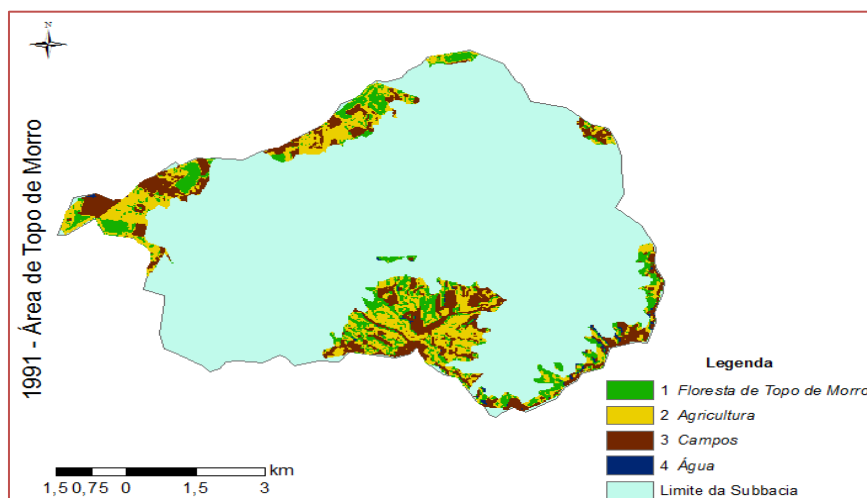 N
1991 - Área de Topo de Morro
Legenda
1 Floresta de Topo de Morro
2 Agricultura
3 Campos
4 Água
Limite da Subbacia
km
1,5 0,75 0 1,5 3